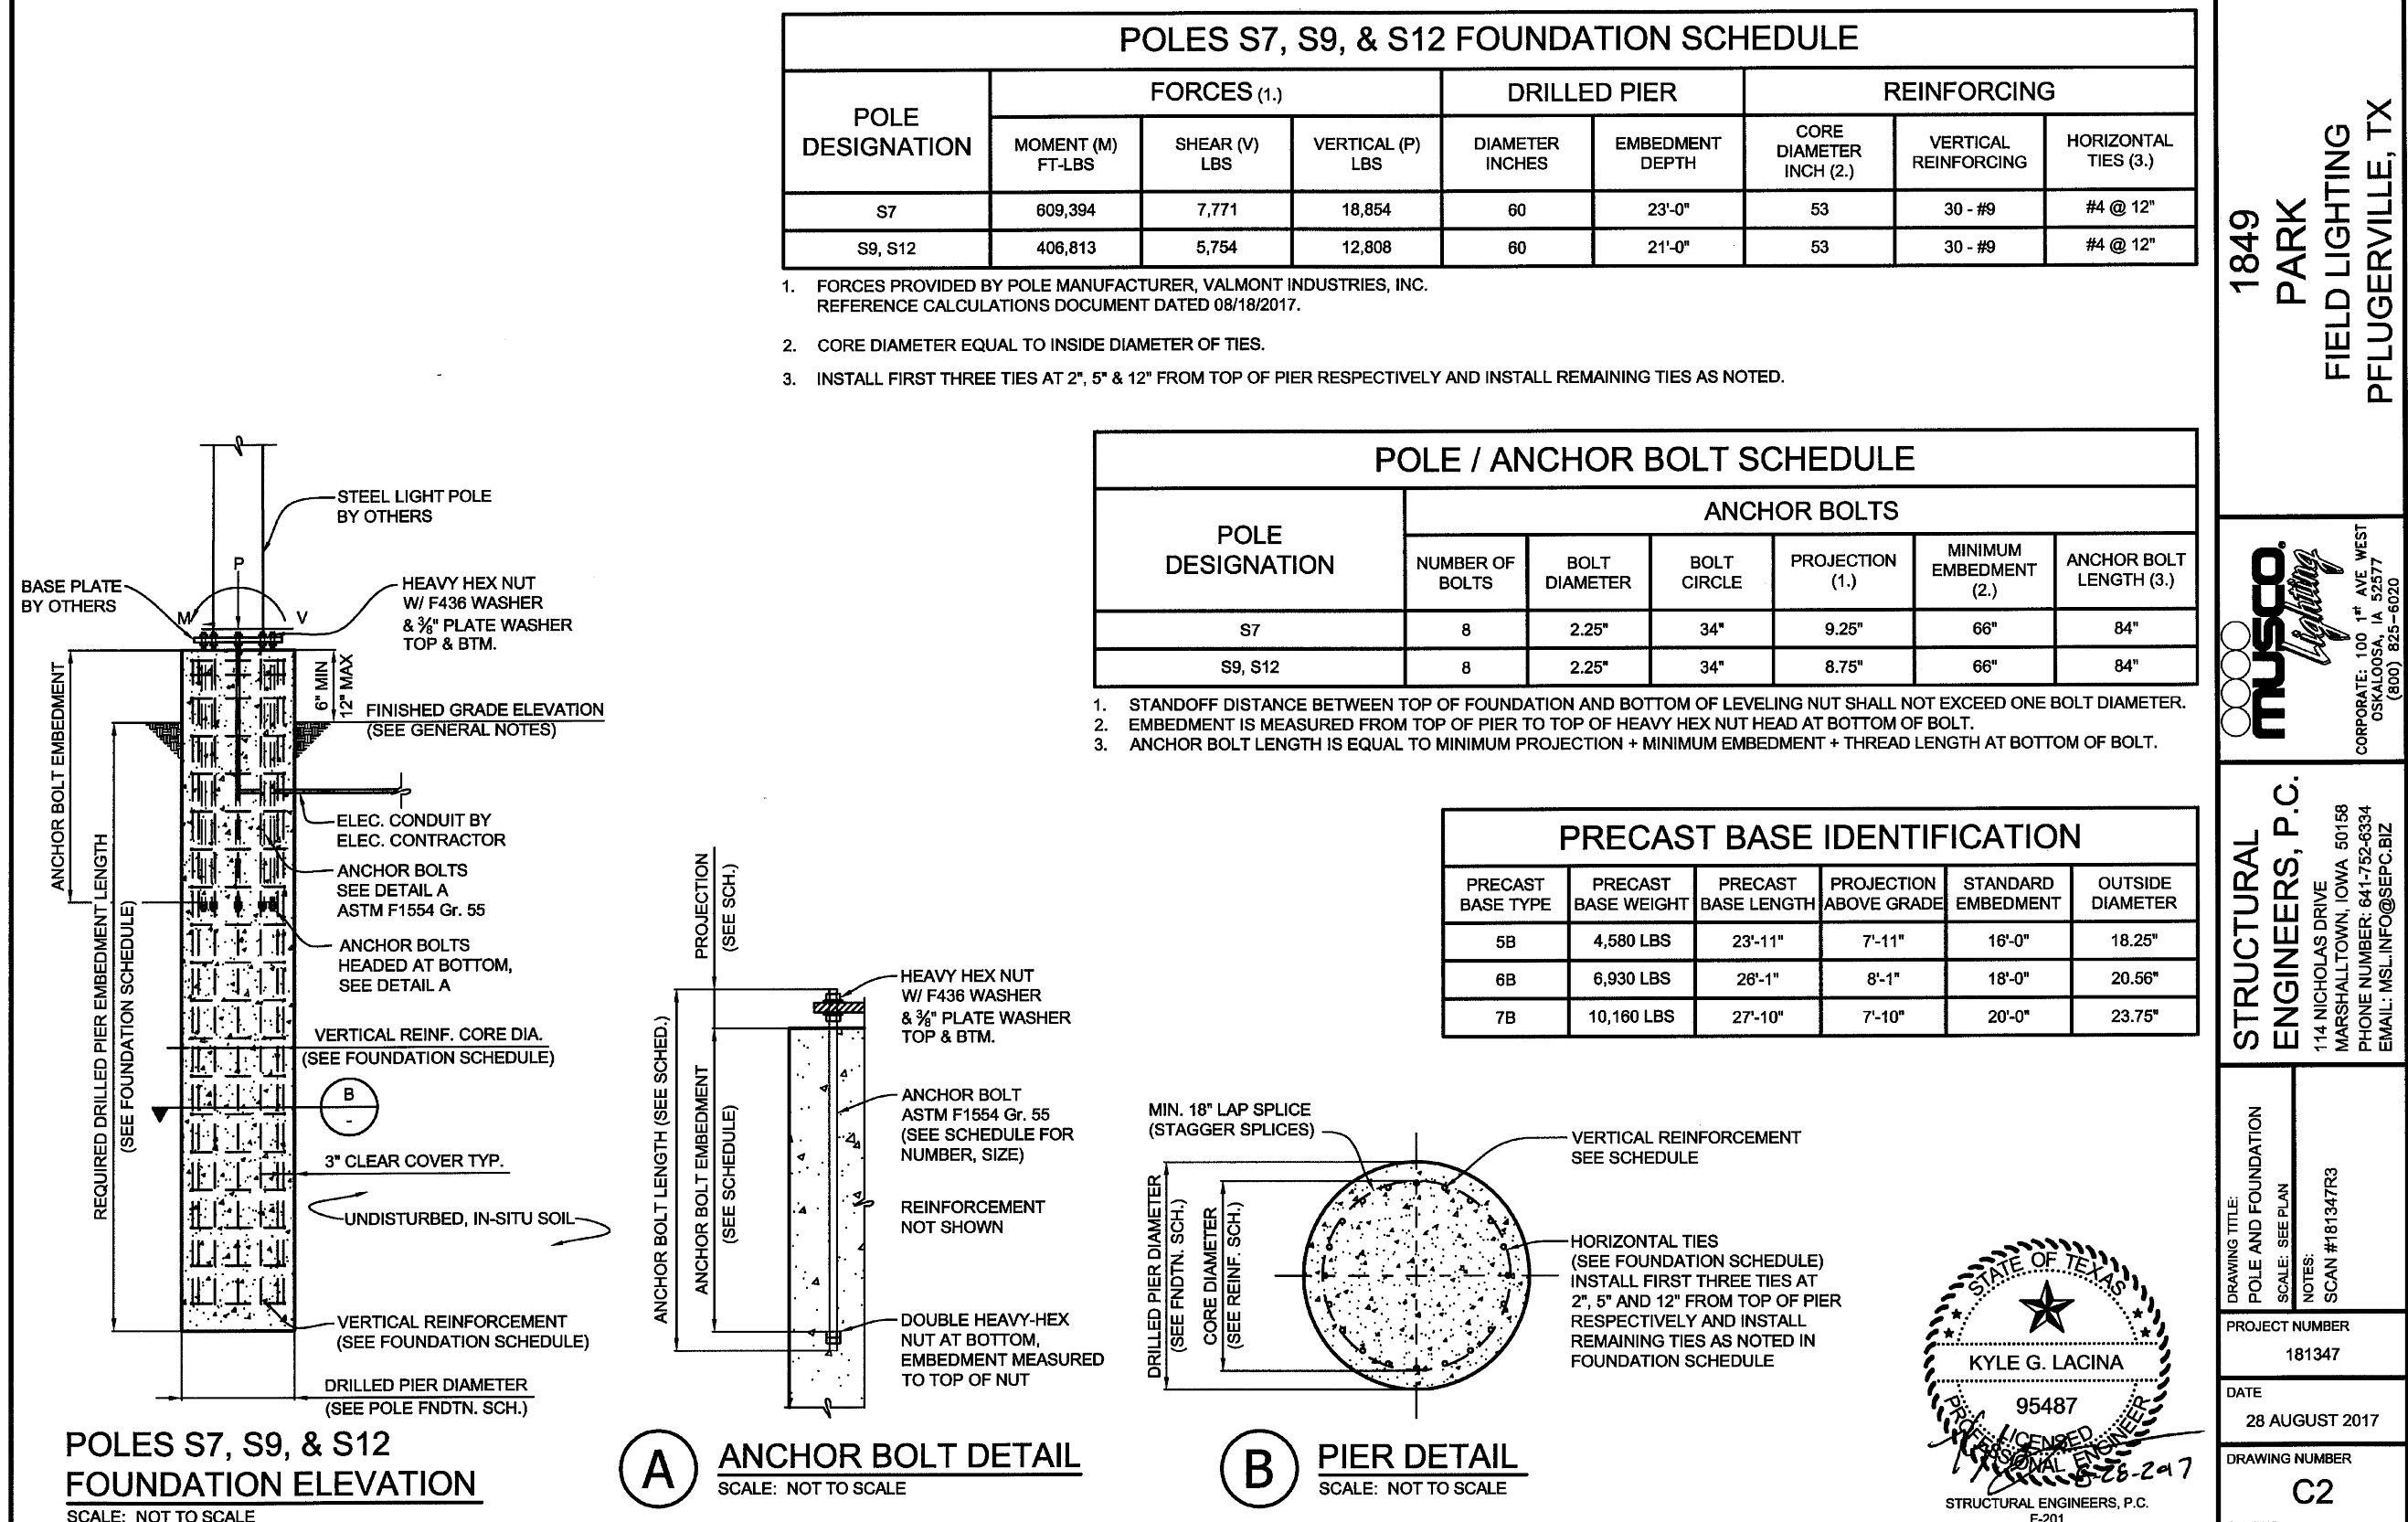 POLES S7, S9, & S12 FOUNDATION SCHEDULE
POLE DESIGNATION
FORCES (1.)
DRILLED PIER
REINFORCING
MOMENT (M) FT-LBS
SHEAR (V) LBS
VERTICAL (P) LBS
DIAMETER INCHES
EMBEDMENT DEPTH
CORE DIAMETER INCH (2.)
VERTICAL REINFORCING
HORIZONTAL TIES (3.)
S7 609,394 7,771 18,854 60 23'-0" 53 30 - #9 #4 @ 12"
S9, S12 406,813 5,754 12,808 60 21'-0" 53 30 - #9 #4 @ 12"
1. FORCES PROVIDED BY POLE MANUFACTURER, VALMONT INDUSTRIES, INC.
REFERENCE CALCULATIONS DOCUMENT DATED 08/18/2017.
2. CORE DIAMETER EQUAL TO INSIDE DIAMETER OF TIES.
3. INSTALL FIRST THREE TIES AT 2", 5" & 12" FROM TOP OF PIER RESPECTIVELY AND INSTALL REMAINING TIES AS NOTED.
POLE / ANCHOR BOLT SCHEDULE
POLE DESIGNATION
ANCHOR BOLTS
NUMBER OF BOLTS
BOLT DIAMETER
BOLT CIRCLE
PROJECTION (1.)
MINIMUM EMBEDMENT (2.)
ANCHOR BOLT LENGTH (3.)
S7 8 2.25" 34" 9.25" 66" 84"
S9, S12 8 2.25" 34" 8.75" 66" 84"
1. STANDOFF DISTANCE BETWEEN TOP OF FOUNDATION AND BOTTOM OF LEVELING NUT SHALL NOT EXCEED ONE BOLT DIAMETER.
2. EMBEDMENT IS MEASURED FROM TOP OF PIER TO TOP OF HEAVY HEX NUT HEAD AT BOTTOM OF BOLT.
3. ANCHOR BOLT LENGTH IS EQUAL TO MINIMUM PROJECTION + MINIMUM EMBEDMENT + THREAD LENGTH AT BOTTOM OF BOLT.
PRECAST BASE IDENTIFICATION
PRECAST BASE TYPE
PRECAST BASE WEIGHT
PRECAST BASE LENGTH
PROJECTION ABOVE GRADE
STANDARD EMBEDMENT
OUTSIDE DIAMETER
5B 4,580 LBS 23'-11" 7'-11" 16'-0" 18.25"
6B 6,930 LBS 26'-1" 8'-1" 18'-0" 20.56"
7B 10,160 LBS 27'-10" 7'-10" 20'-0" 23.75"
STEEL LIGHT POLE
BY OTHERS
BASE PLATE
BY OTHERS
P
M
V
HEAVY HEX NUT
W/ F436 WASHER
& ⅜" PLATE WASHER
TOP & BTM.
6" MIN
12" MAX
ANCHOR BOLT EMBEDMENT
FINISHED GRADE ELEVATION
(SEE GENERAL NOTES)
ELEC. CONDUIT BY
ELEC. CONTRACTOR
ANCHOR BOLTS
SEE DETAIL A
ASTM F1554 Gr. 55
ANCHOR BOLTS
HEADED AT BOTTOM,
SEE DETAIL A
REQUIRED DRILLED PIER EMBEDMENT LENGTH
(SEE FOUNDATION SCHEDULE)
VERTICAL REINF. CORE DIA.
(SEE FOUNDATION SCHEDULE)
B
-
3" CLEAR COVER TYP.
UNDISTURBED, IN-SITU SOIL
VERTICAL REINFORCEMENT
(SEE FOUNDATION SCHEDULE)
DRILLED PIER DIAMETER
(SEE POLE FNDTN. SCH.)
POLES S7, S9, & S12
FOUNDATION ELEVATION
SCALE: NOT TO SCALE
PROJECTION
(SEE SCH.)
ANCHOR BOLT LENGTH (SEE SCHED.)
ANCHOR BOLT EMBEDMENT
(SEE SCHEDULE)
HEAVY HEX NUT
W/ F436 WASHER
& ⅜" PLATE WASHER
TOP & BTM.
ANCHOR BOLT
ASTM F1554 Gr. 55
(SEE SCHEDULE FOR
NUMBER, SIZE)
REINFORCEMENT
NOT SHOWN
DOUBLE HEAVY-HEX
NUT AT BOTTOM,
EMBEDMENT MEASURED
TO TOP OF NUT
A
ANCHOR BOLT DETAIL
SCALE: NOT TO SCALE
MIN. 18" LAP SPLICE
(STAGGER SPLICES)
VERTICAL REINFORCEMENT
SEE SCHEDULE
DRILLED PIER DIAMETER
(SEE FNDTN. SCH.)
CORE DIAMETER
(SEE REINF. SCH.)
HORIZONTAL TIES
(SEE FOUNDATION SCHEDULE)
INSTALL FIRST THREE TIES AT
2", 5" AND 12" FROM TOP OF PIER
RESPECTIVELY AND INSTALL
REMAINING TIES AS NOTED IN
FOUNDATION SCHEDULE
B
PIER DETAIL
SCALE: NOT TO SCALE
STATE OF TEXAS
KYLE G. LACINA
95487
LICENSED
PROFESSIONAL ENGINEER
STRUCTURAL ENGINEERS, P.C.
F-201
1849
PARK
FIELD LIGHTING
PFLUGERVILLE, TX
MUSCO®
Lighting
CORPORATE: 100 1st AVE WEST
OSKALOOSA, IA 52577
(800) 825-6020
STRUCTURAL
ENGINEERS, P.C.
114 NICHOLAS DRIVE
MARSHALLTOWN, IOWA 50158
PHONE NUMBER: 641-752-6334
EMAIL: MSL.INFO@SEPC.BIZ
DRAWING TITLE:
POLE AND FOUNDATION
SCALE: SEE PLAN
NOTES:
SCAN #181347R3
PROJECT NUMBER
181347
DATE
28 AUGUST 2017
DRAWING NUMBER
C2